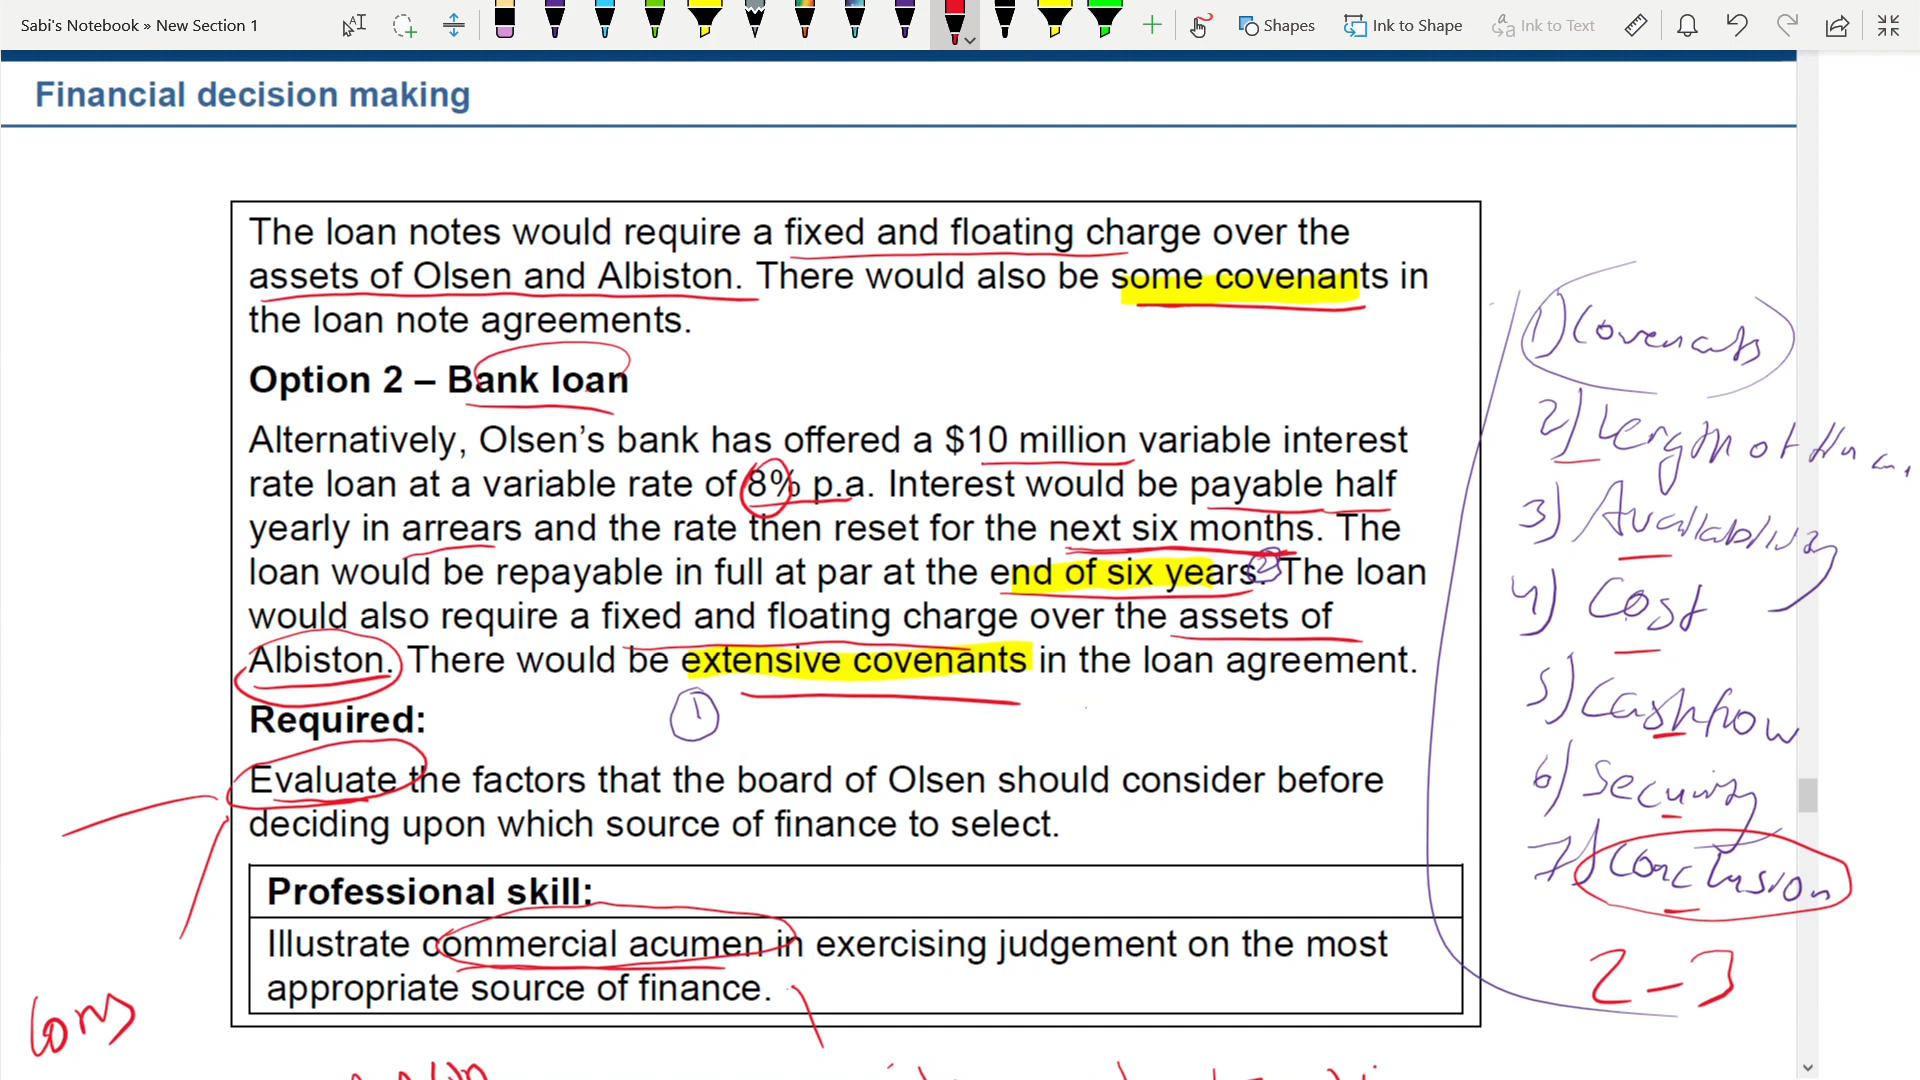 Sabi's Notebook » New Section 1
Shapes
Ink to Shape
Ink to Text
Financial decision making
The loan notes would require a fixed and floating charge over the
assets of Olsen and Albiston. There would also be some covenants in
the loan note agreements.
Option 2 – Bank loan
Alternatively, Olsen's bank has offered a $10 million variable interest
rate loan at a variable rate of 8% p.a. Interest would be payable half
yearly in arrears and the rate then reset for the next six months. The
loan would be repayable in full at par at the end of six years. The loan
2
would also require a fixed and floating charge over the assets of
Albiston. There would be extensive covenants in the loan agreement.
1
Required:
Evaluate the factors that the board of Olsen should consider before
deciding upon which source of finance to select.
Professional skill:
Illustrate commercial acumen in exercising judgement on the most
appropriate source of finance.
1) Covenants
2) Length of
3) Availability
4) Cost
5) Cashflow
6) Security
7) Conclusion
2-3